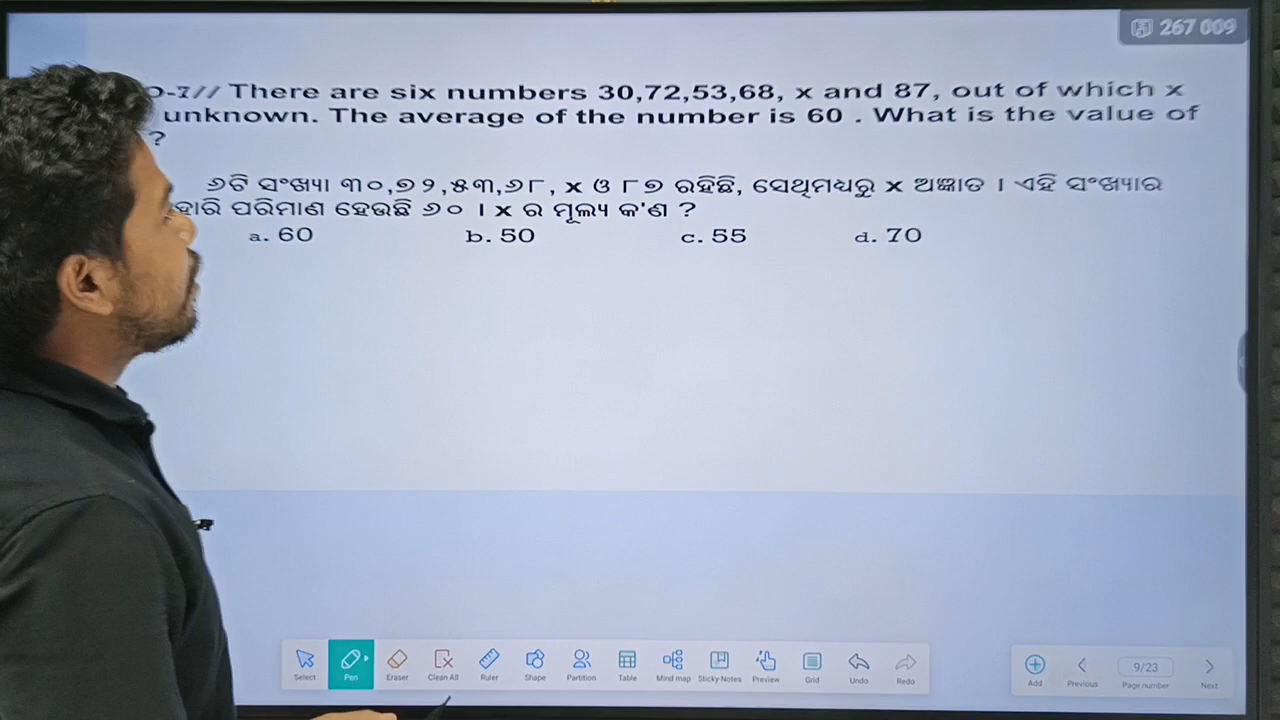 267 009
-7// There are six numbers 30,72,53,68, x and 87, out of which x
unknown. The average of the number is 60 . What is the value of
?
୬ଟି ସଂଖ୍ୟା ୩୦,୭୨,୫୩,୬୮, x ଓ ୮୭ ରହିଛି, ସେଥିମଧ୍ୟରୁ x ଅଜ୍ଞାତ । ଏହି ସଂଖ୍ୟାର
ହାରି ପରିମାଣ ହେଉଛି ୬୦ । x ର ମୂଲ୍ୟ କ'ଣ ?
a. 60 b. 50 c. 55 d. 70
Select Pen Eraser Clean All Ruler Shape Partition Table Mind map Sticky-Notes Preview Grid Undo Redo
9/23
Add Previous Page number Next